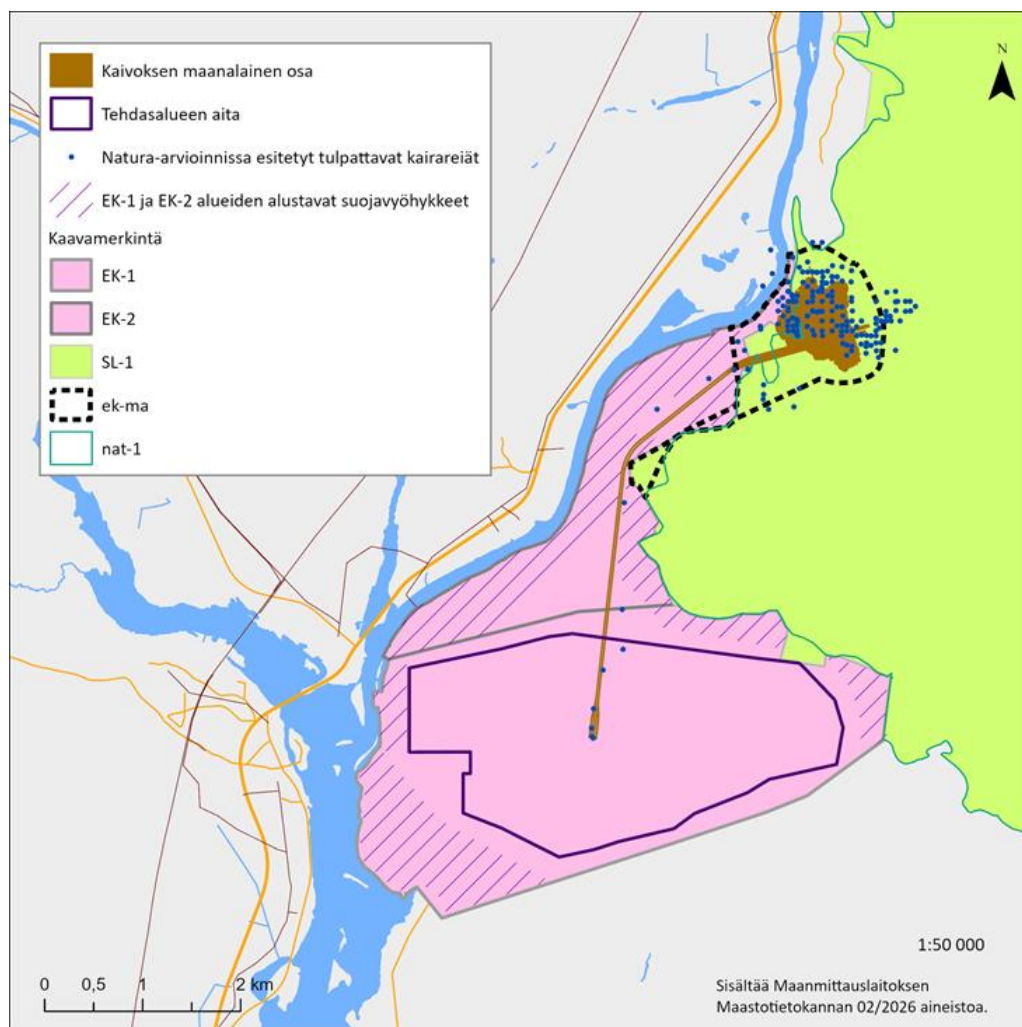 Kaivoksen maanalainen osa
Tehdasalueen aita
Natura-arvioinnissa esitetyt tulpattavat kairareiät
EK-1 ja EK-2 alueiden alustavat suojavyöhykkeet
Kaavamerkintä
EK-1
EK-2
SL-1
ek-ma
nat-1
N
1:50 000
0 0,5 1 2 km
Sisältää Maanmittauslaitoksen
Maastotietokannan 02/2026 aineistoa.